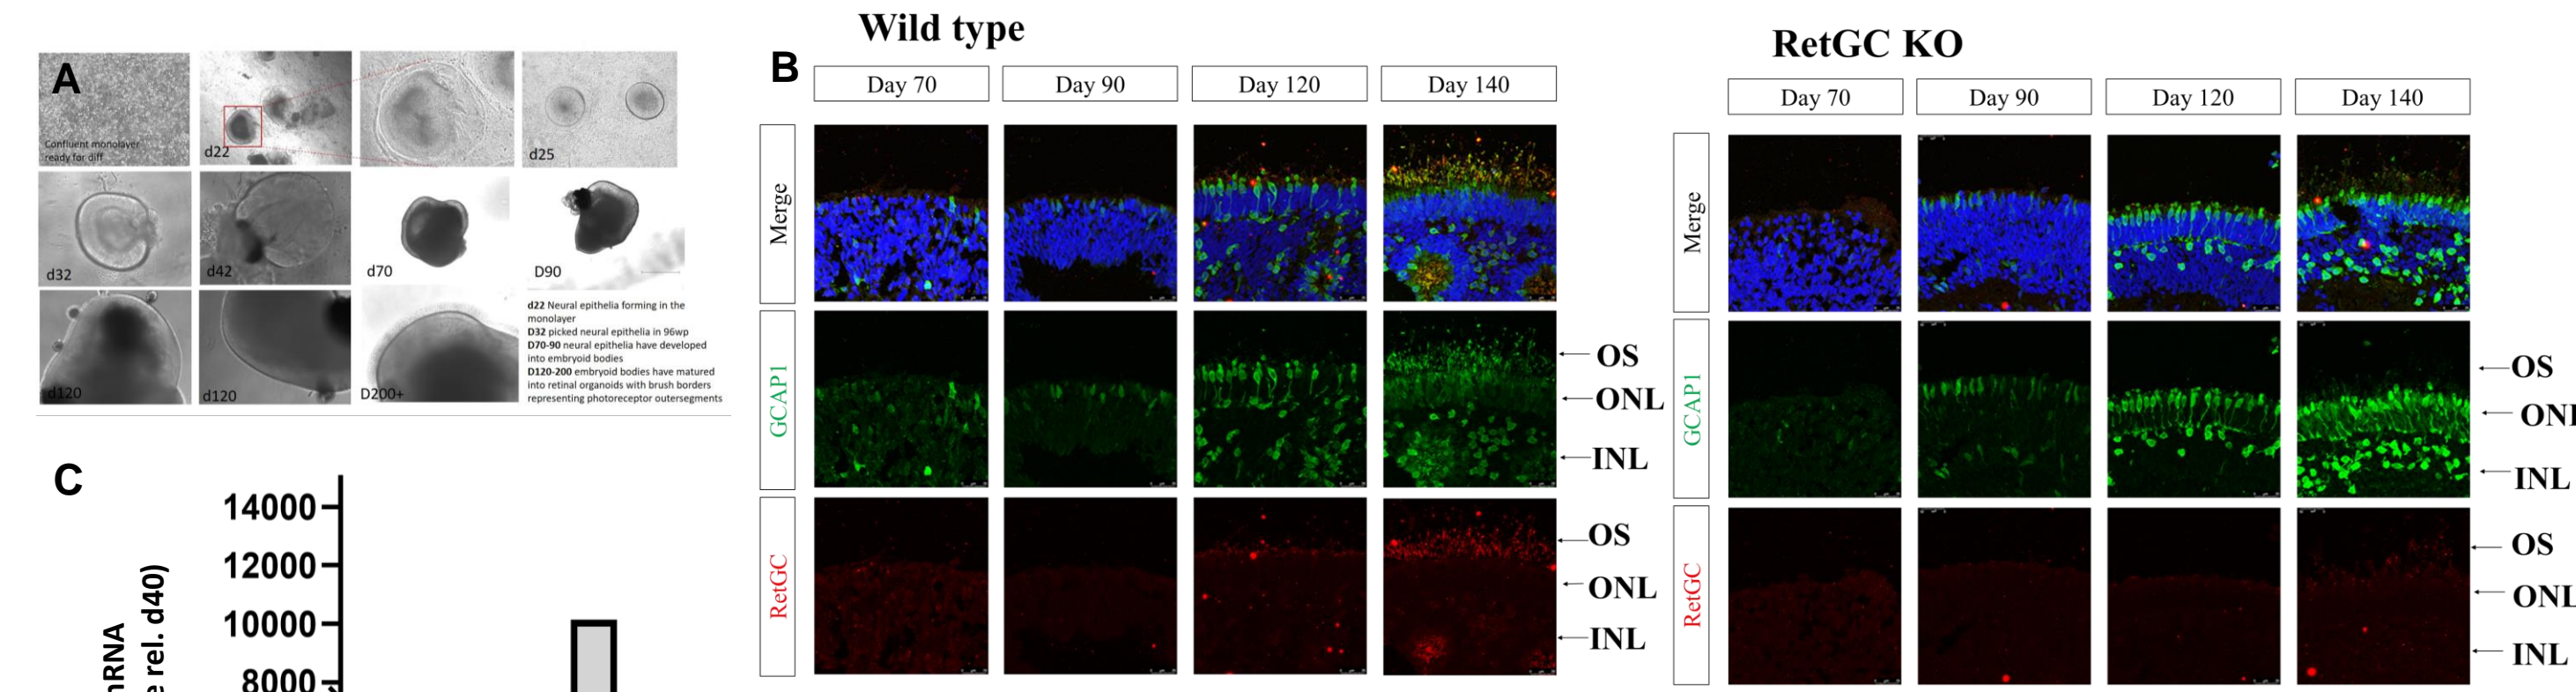 A
Confluent monolayer
ready for diff
d22
d25
d32
d42
d70
D90
d120
d120
D200+
d22 Neural epithelia forming in the
monolayer
D32 picked neural epithelia in 96wp
D70-90 neural epithelia have developed
into embryoid bodies
D120-200 embryoid bodies have matured
into retinal organoids with brush borders
representing photoreceptor outersegments
B
Wild type
Day 70
Day 90
Day 120
Day 140
Merge
GCAP1
OS
ONL
INL
RetGC
OS
ONL
INL
RetGC KO
Day 70
Day 90
Day 120
Day 140
Merge
GCAP1
OS
ONL
INL
RetGC
OS
ONL
INL
C
14000
12000
10000
8000
nRNA
e rel. d40)